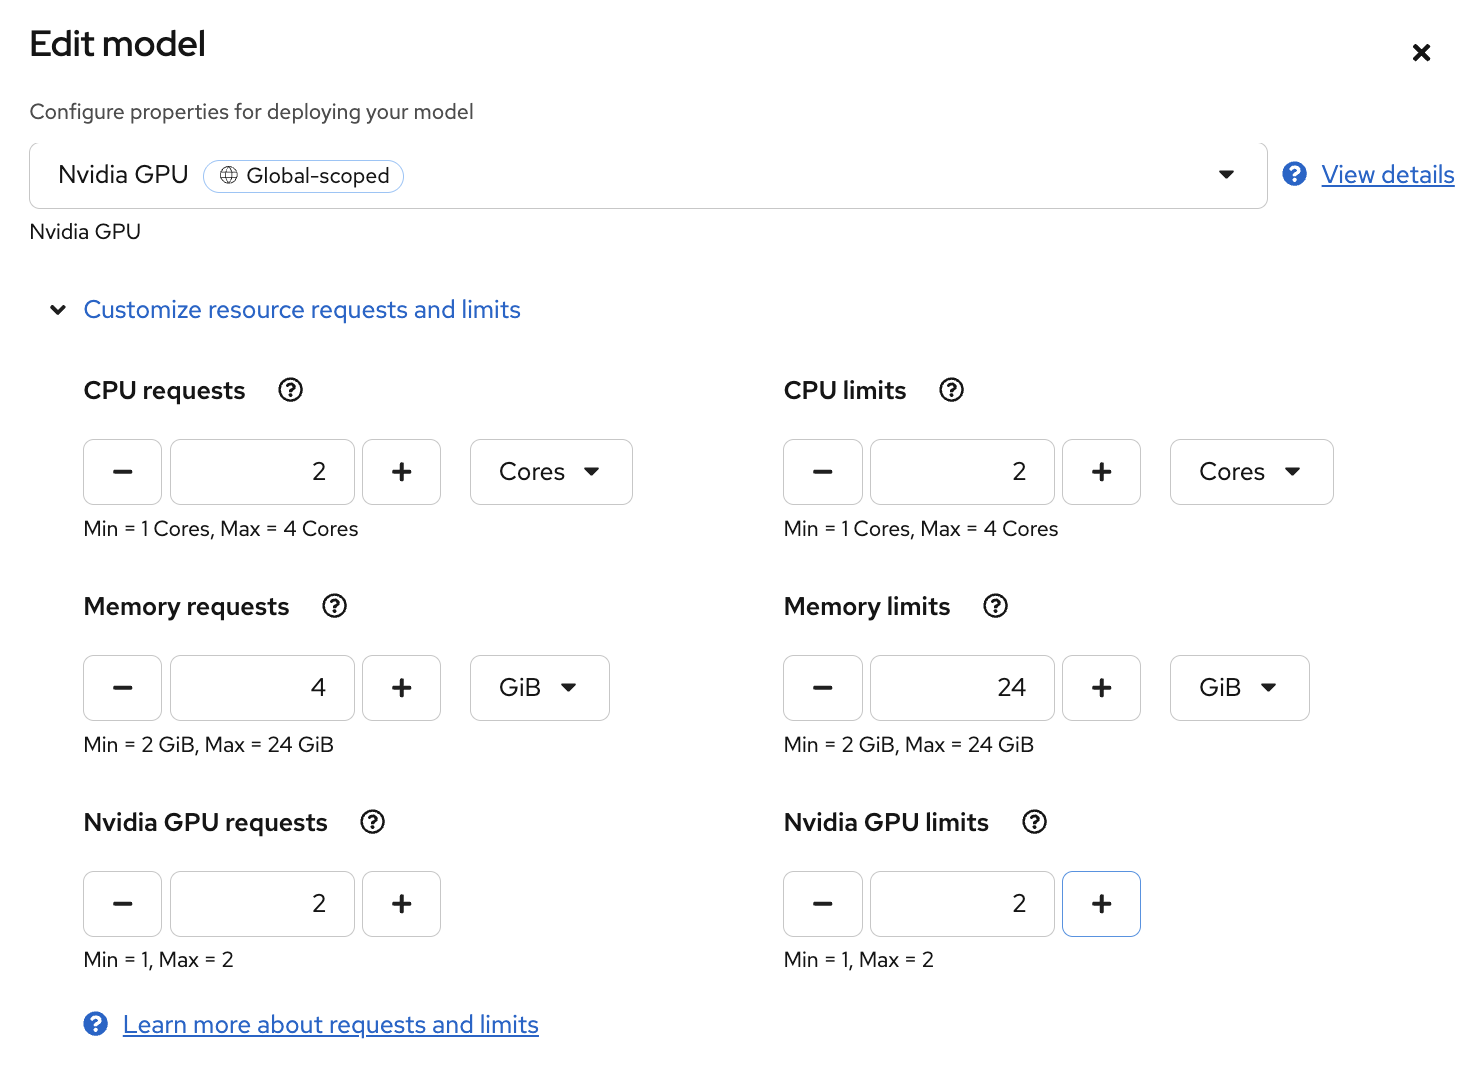 Edit model
Configure properties for deploying your model
Nvidia GPU Global-scoped View details
Nvidia GPU
Customize resource requests and limits
CPU requests CPU limits
2 Cores 2 Cores
Min = 1 Cores, Max = 4 Cores Min = 1 Cores, Max = 4 Cores
Memory requests Memory limits
4 GiB 24 GiB
Min = 2 GiB, Max = 24 GiB Min = 2 GiB, Max = 24 GiB
Nvidia GPU requests Nvidia GPU limits
2 2
Min = 1, Max = 2 Min = 1, Max = 2
Learn more about requests and limits